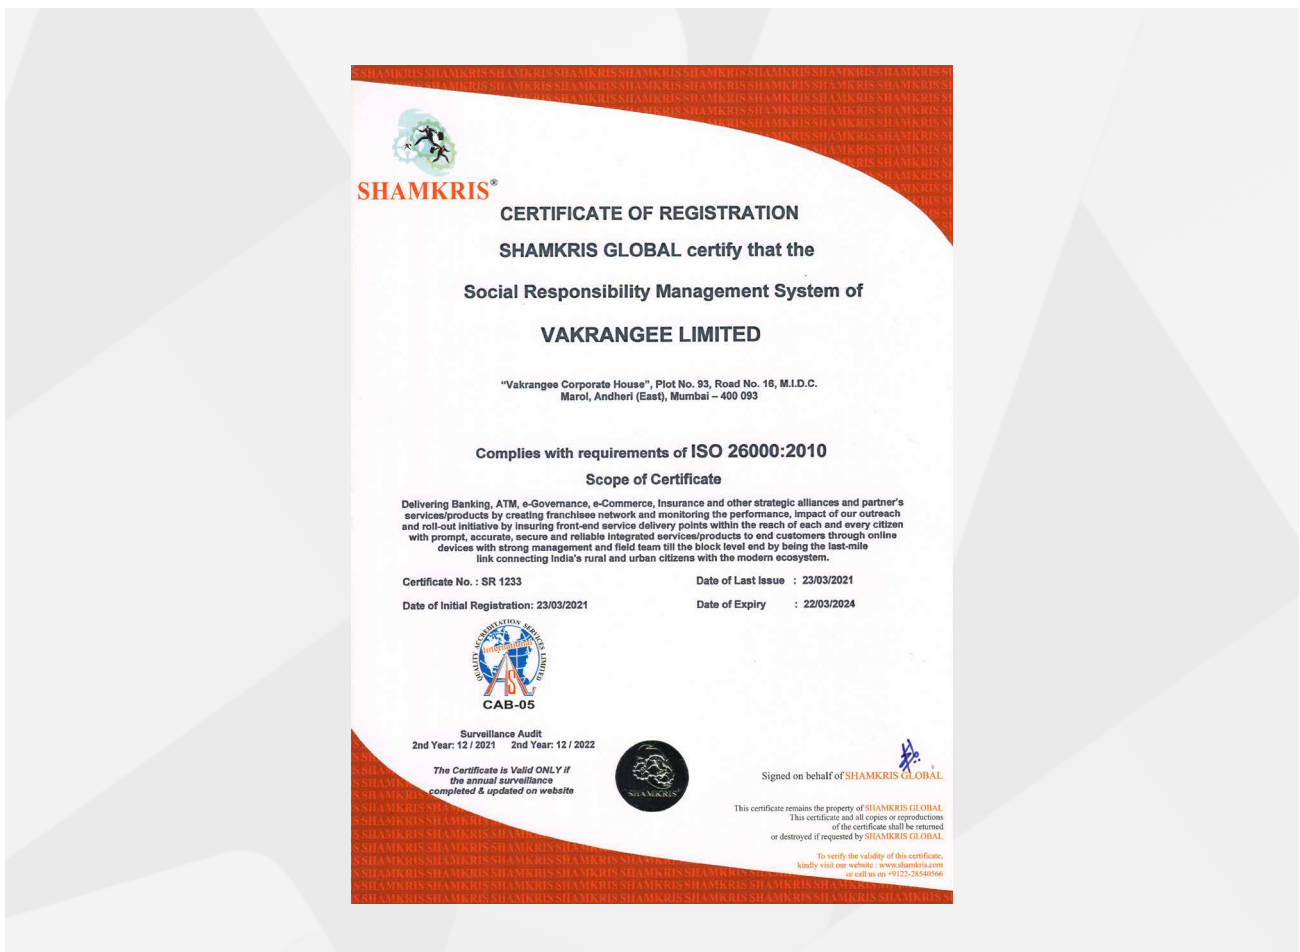 SHAMKRIS®
CERTIFICATE OF REGISTRATION
SHAMKRIS GLOBAL certify that the
Social Responsibility Management System of
VAKRANGEE LIMITED
"Vakrangee Corporate House", Plot No. 93, Road No. 16, M.I.D.C.
Marol, Andheri (East), Mumbai – 400 093
Complies with requirements of ISO 26000:2010
Scope of Certificate
Delivering Banking, ATM, e-Governance, e-Commerce, Insurance and other strategic alliances and partner's
services/products by creating franchisee network and monitoring the performance, impact of our outreach
and roll-out initiative by insuring front-end service delivery points within the reach of each and every citizen
with prompt, accurate, secure and reliable integrated services/products to end customers through online
devices with strong management and field team till the block level end by being the last-mile
link connecting India's rural and urban citizens with the modern ecosystem.
Certificate No. : SR 1233
Date of Last Issue : 23/03/2021
Date of Initial Registration: 23/03/2021
Date of Expiry : 22/03/2024
QUALITY ACCREDITATION SERVICES LIMITED
International
CAB-05
Surveillance Audit
2nd Year: 12 / 2021 2nd Year: 12 / 2022
The Certificate is Valid ONLY if
the annual surveillance
completed & updated on website
SHAMKRIS
Signed on behalf of SHAMKRIS GLOBAL
This certificate remains the property of SHAMKRIS GLOBAL
This certificate and all copies or reproductions
of the certificate shall be returned
or destroyed if requested by SHAMKRIS GLOBAL
To verify the validity of this certificate,
kindly visit our website : www.shamkris.com
or call us on +9122-28540566